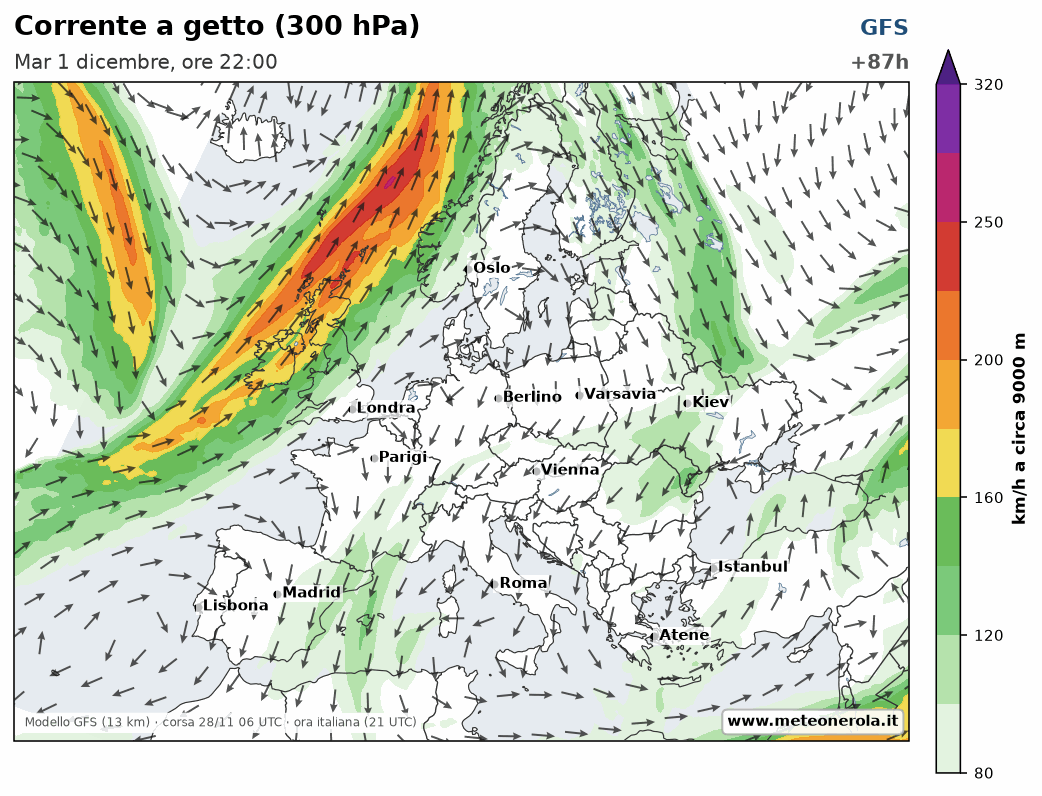 Corrente a getto (300 hPa)
GFS
Mar 1 dicembre, ore 22:00
+87h
320
250
200
160
120
80
km/h a circa 9000 m
Oslo
Londra
Berlino
Varsavia
Kiev
Parigi
Vienna
Istanbul
Roma
Madrid
Lisbona
Atene
Modello GFS (13 km) · corsa 28/11 06 UTC · ora italiana (21 UTC)
www.meteonerola.it